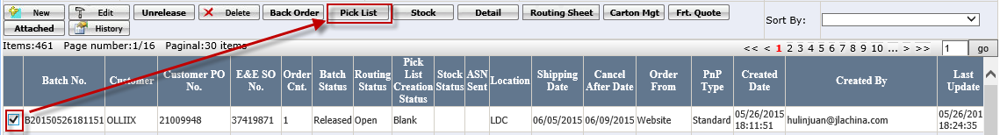 New Edit Unrelease Delete Back Order Pick List Stock Detail Routing Sheet Carton Mgt Frt. Quote
Sort By:
Attached History
Items:461 Page number:1/16 Paginal:30 items << < 1 2 3 4 5 6 7 8 9 10 ... > >> 1 go
Batch No. Customer Customer PO No. E&E SO No. Order Cnt. Batch Status Routing Status Pick List Creation Status Stock Status ASN Sent Location Shipping Date Cancel After Date Order From PnP Type Created Date Created By Last Update
B20150526181151 OLLIIX 21009948 37419871 1 Released Open Blank LDC 06/05/2015 06/09/2015 Website Standard 05/26/2015 18:11:51 hulinjuan@jlachina.com 05/26/201 18:24:35